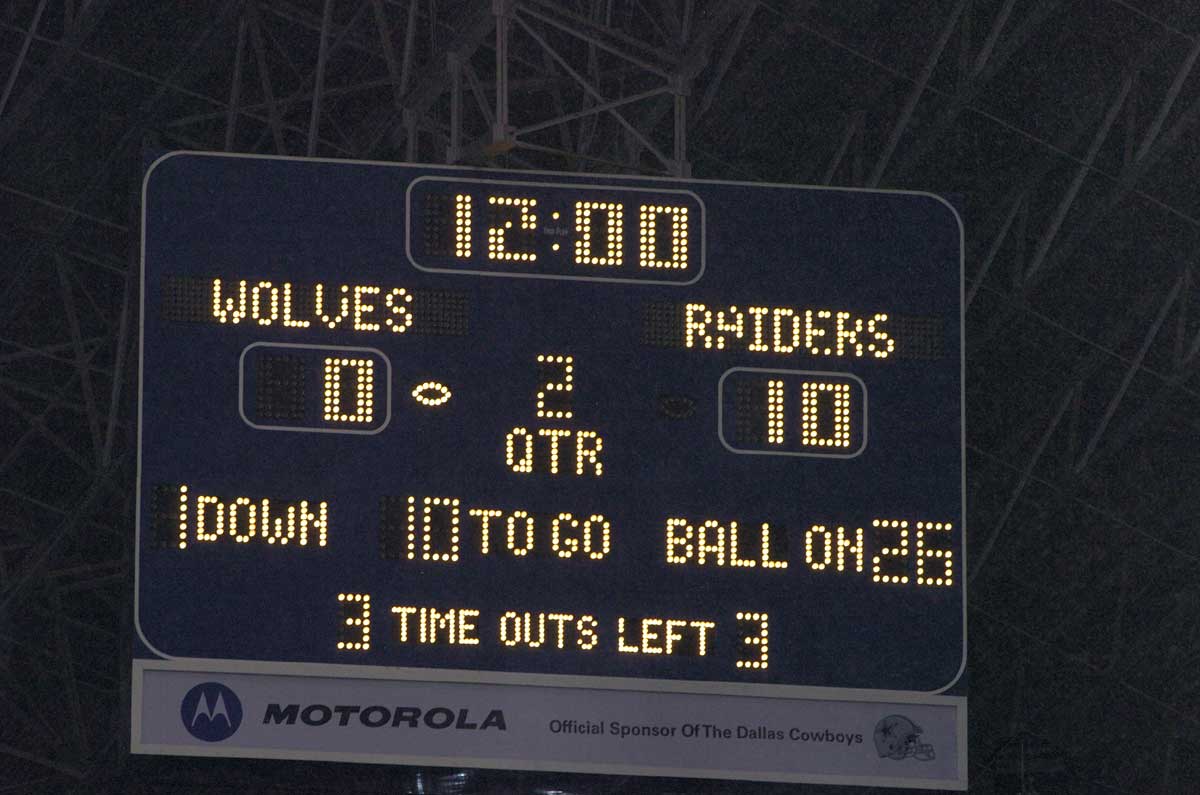 12:00
WOLVES RAIDERS
0 2 10
QTR
1 DOWN 10 TO GO BALL ON 26
3 TIME OUTS LEFT 3
MOTOROLA Official Sponsor Of The Dallas Cowboys